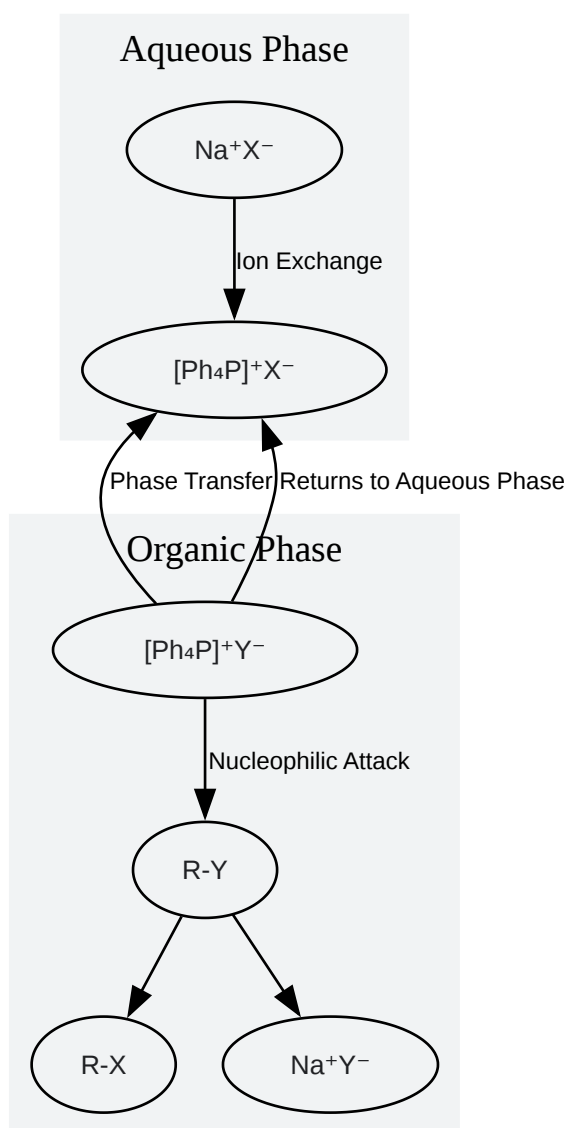 Aqueous Phase
Na⁺X⁻
Ion Exchange
[Ph₄P]⁺X⁻
Phase Transfer
Returns to Aqueous Phase
Organic Phase
[Ph₄P]⁺Y⁻
Nucleophilic Attack
R-Y
R-X
Na⁺Y⁻